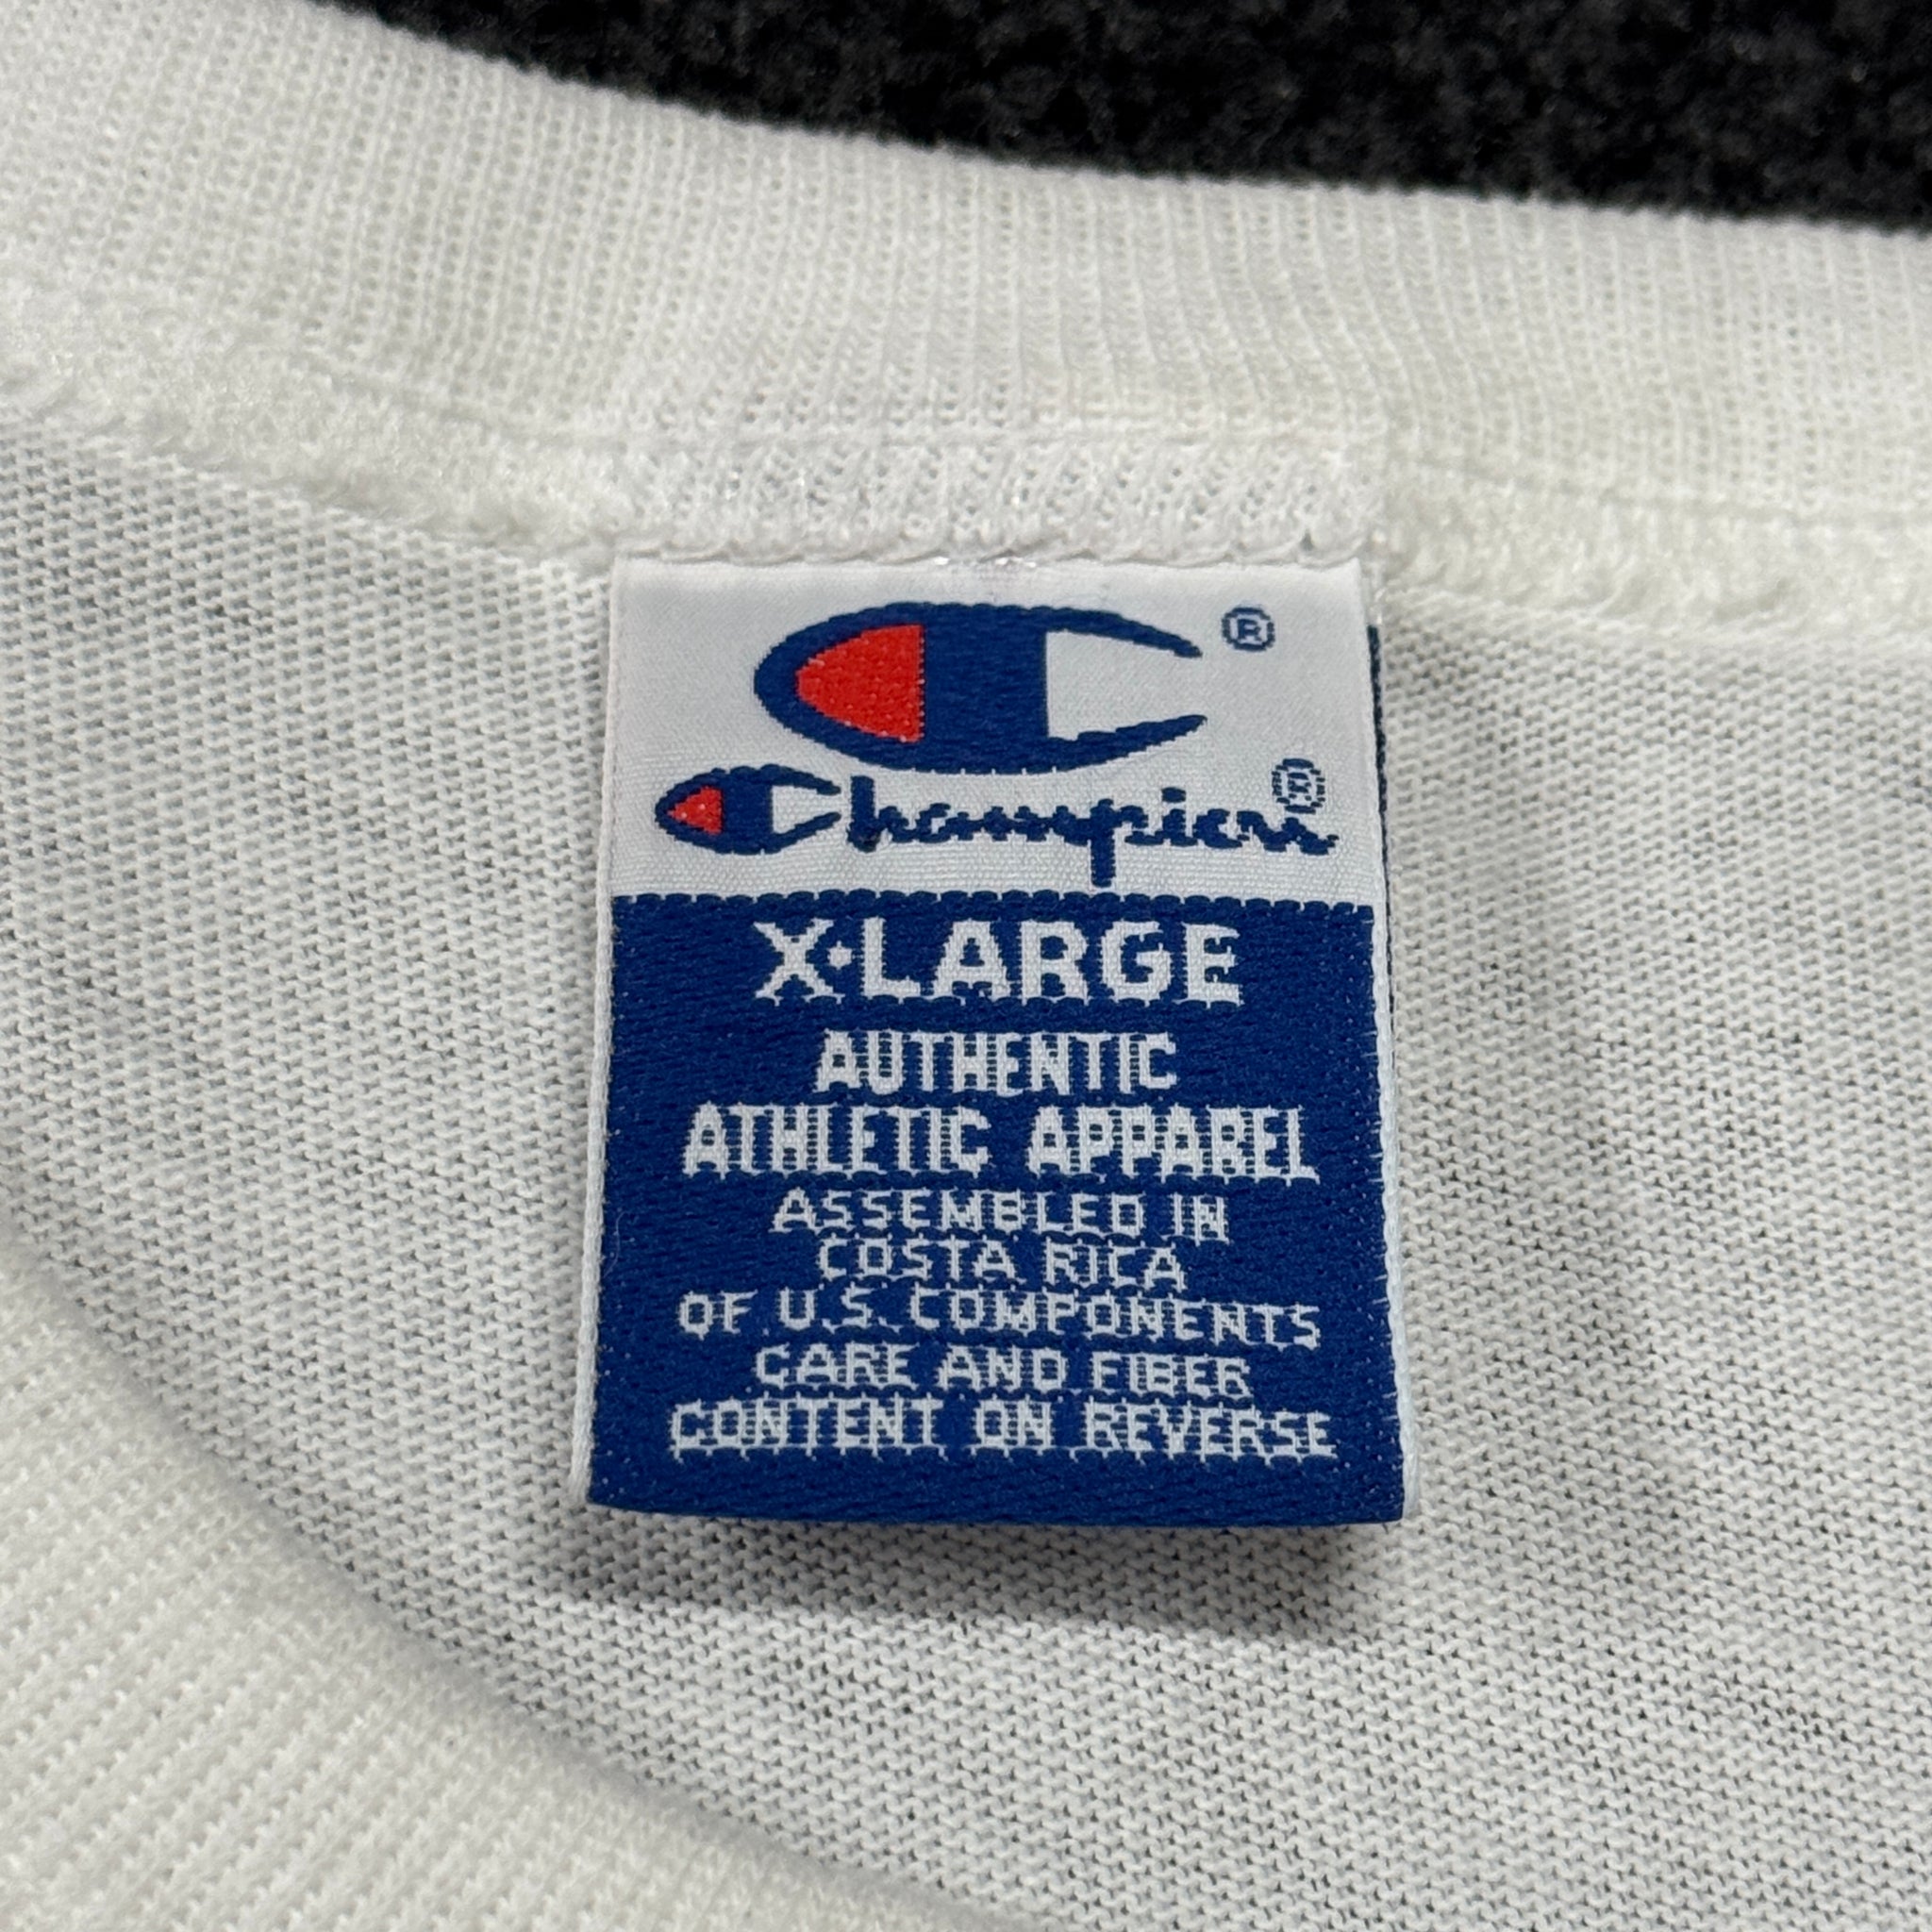 ®
Champion®
X·LARGE
AUTHENTIC
ATHLETIC APPAREL
ASSEMBLED IN
COSTA RICA
OF U.S. COMPONENTS
CARE AND FIBER
CONTENT ON REVERSE